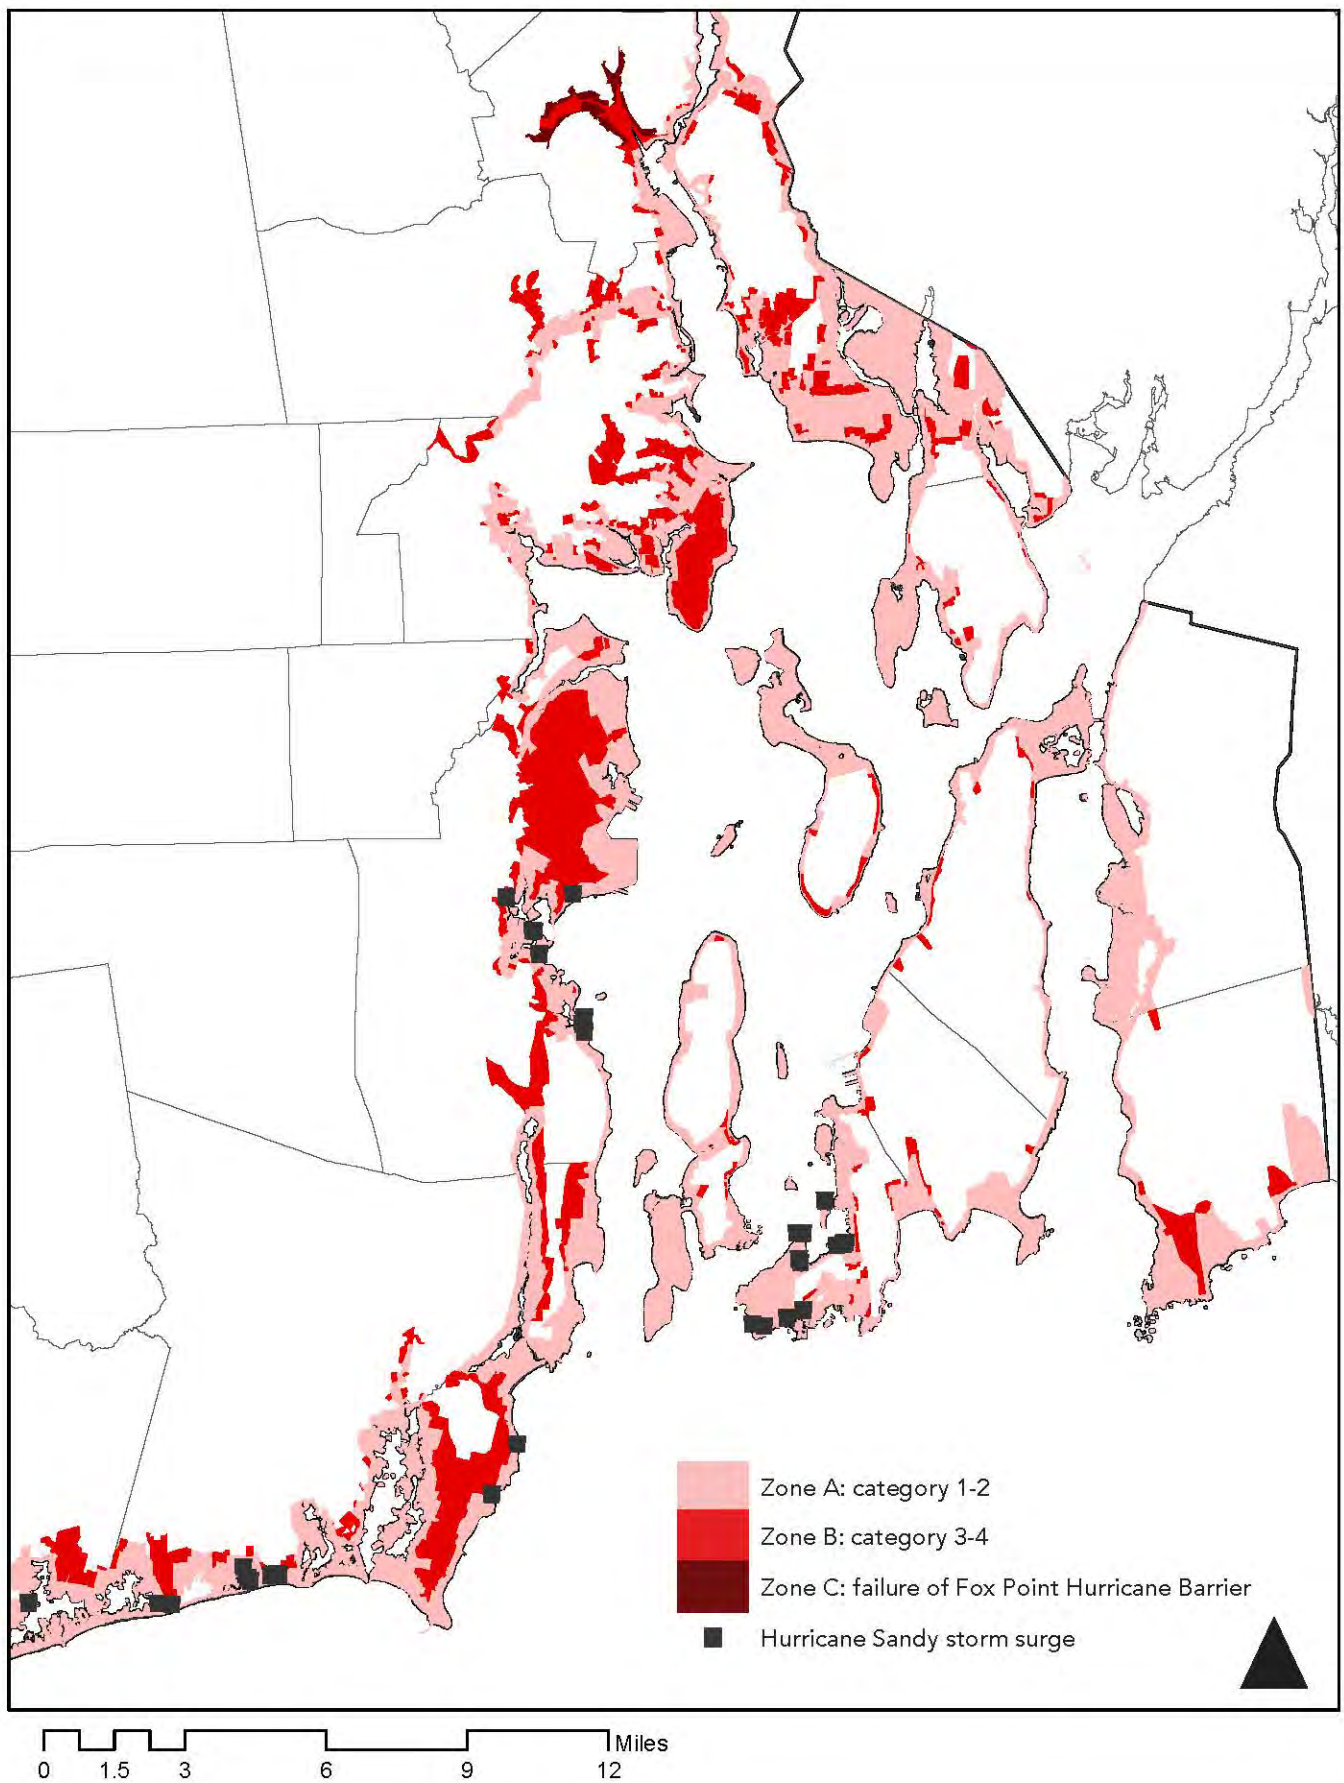 Zone A: category 1-2
Zone B: category 3-4
Zone C: failure of Fox Point Hurricane Barrier
Hurricane Sandy storm surge
Miles
0 1.5 3 6 9 12